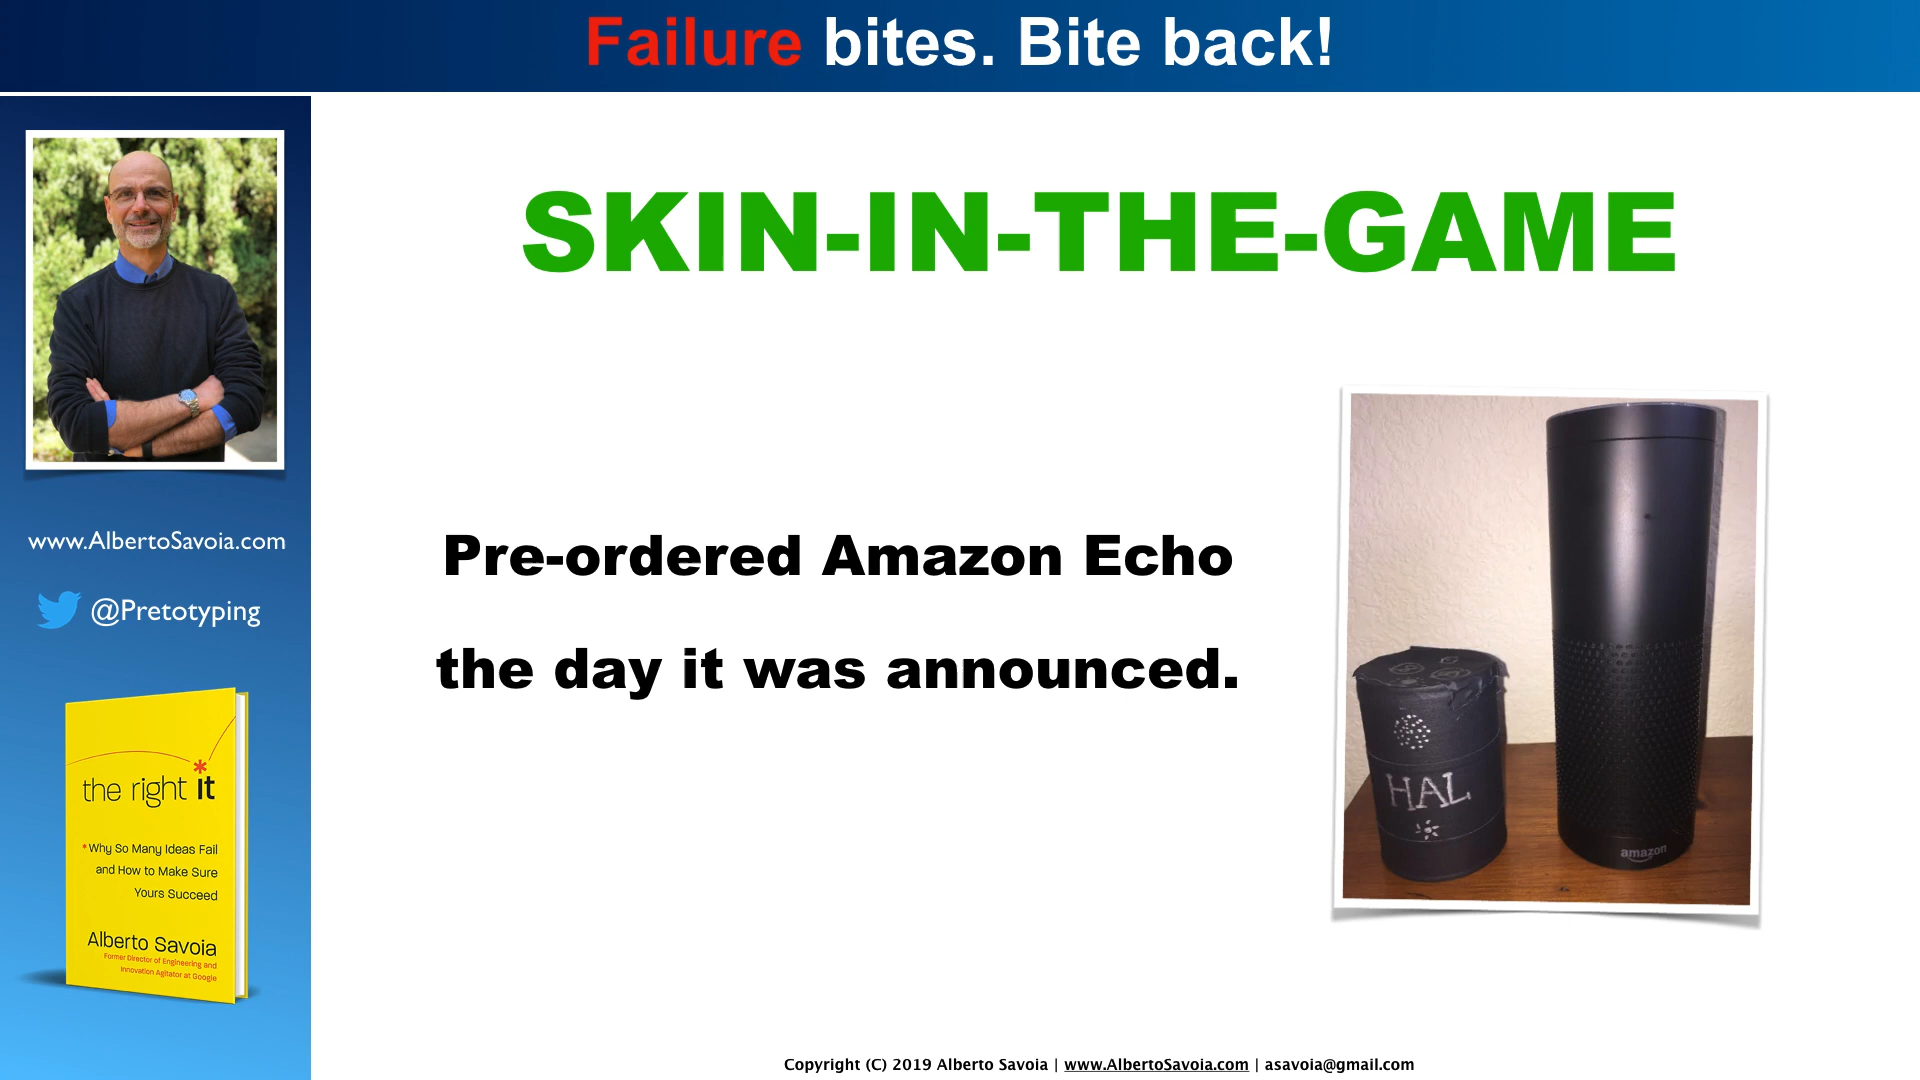 Failure bites. Bite back!
SKIN-IN-THE-GAME
www.AlbertoSavoia.com
@Pretotyping
the right it
*Why So Many Ideas Fail
and How to Make Sure
Yours Succeed
Alberto Savoia
Former Director of Engineering and
Innovation Agitator at Google
Pre-ordered Amazon Echo
the day it was announced.
HAL
amazon
Copyright (C) 2019 Alberto Savoia | www.AlbertoSavoia.com | asavoia@gmail.com